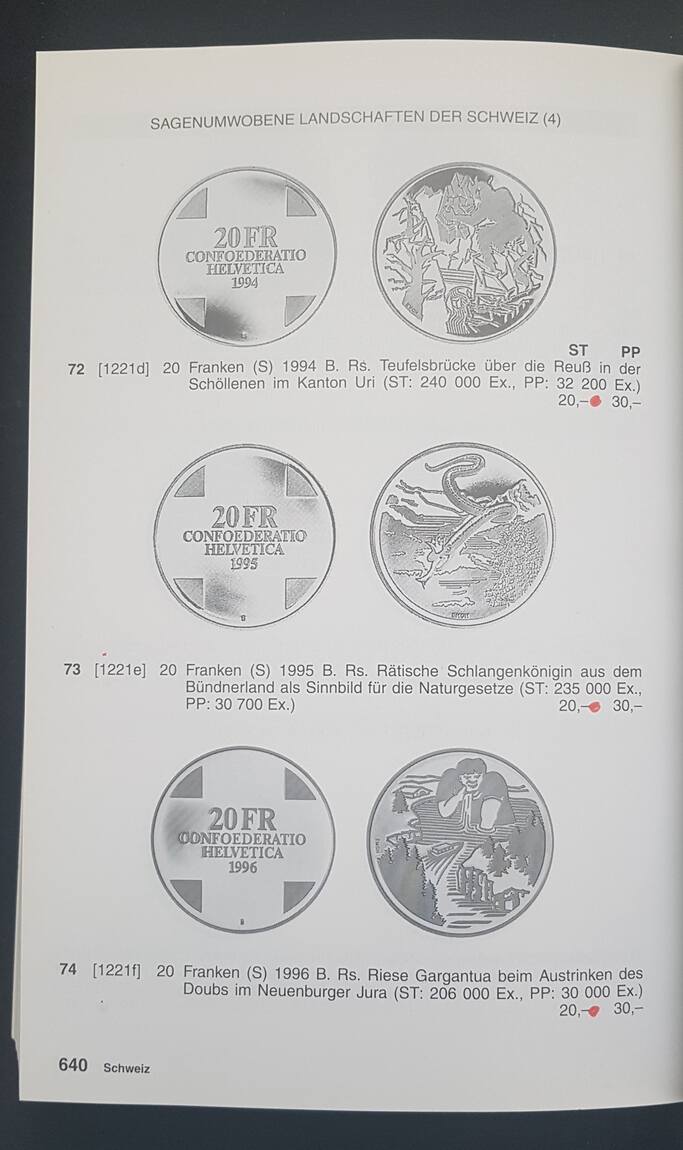 SAGENUMWOBENE LANDSCHAFTEN DER SCHWEIZ (4)
20 FR
CONFOEDERATIO
HELVETICA
1994
B
ST PP
72 [1221d] 20 Franken (S) 1994 B. Rs. Teufelsbrücke über die Reuß in der
Schöllenen im Kanton Uri (ST: 240 000 Ex., PP: 32 200 Ex.)
20,– 30,–
20 FR
CONFOEDERATIO
HELVETICA
1995
B
73 [1221e] 20 Franken (S) 1995 B. Rs. Rätische Schlangenkönigin aus dem
Bündnerland als Sinnbild für die Naturgesetze (ST: 235 000 Ex.,
PP: 30 700 Ex.) 20,– 30,–
20 FR
CONFOEDERATIO
HELVETICA
1996
B
74 [1221f] 20 Franken (S) 1996 B. Rs. Riese Gargantua beim Austrinken des
Doubs im Neuenburger Jura (ST: 206 000 Ex., PP: 30 000 Ex.)
20,– 30,–
640 Schweiz